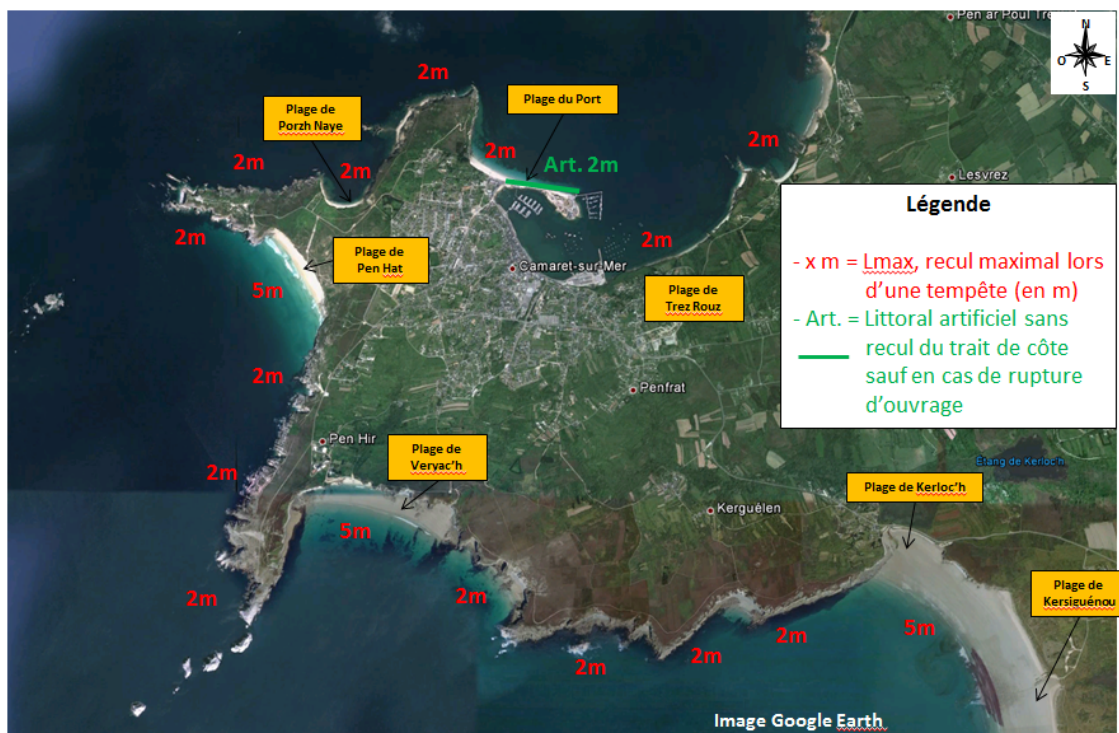 Pen ar Poul Tre
N
O E
S
2m
Plage du Port
Plage de
Porzh Naye
2m
Art. 2m
2m
2m
2m
Lesvrez
Légende
- x m = Lmax, recul maximal lors
d'une tempête (en m)
- Art. = Littoral artificiel sans
recul du trait de côte
sauf en cas de rupture
d'ouvrage
2m
2m
Plage de
Pen Hat
Camaret-sur-Mer
5m
Plage de
Trez Rouz
2m
Penfrat
Pen Hir
Plage de
Veryac'h
2m
Etang de Kerloc'h
Plage de Kerloc'h
Kerguélen
5m
Plage de
Kersiguénou
2m
2m
5m
2m
2m
2m
Image Google Earth